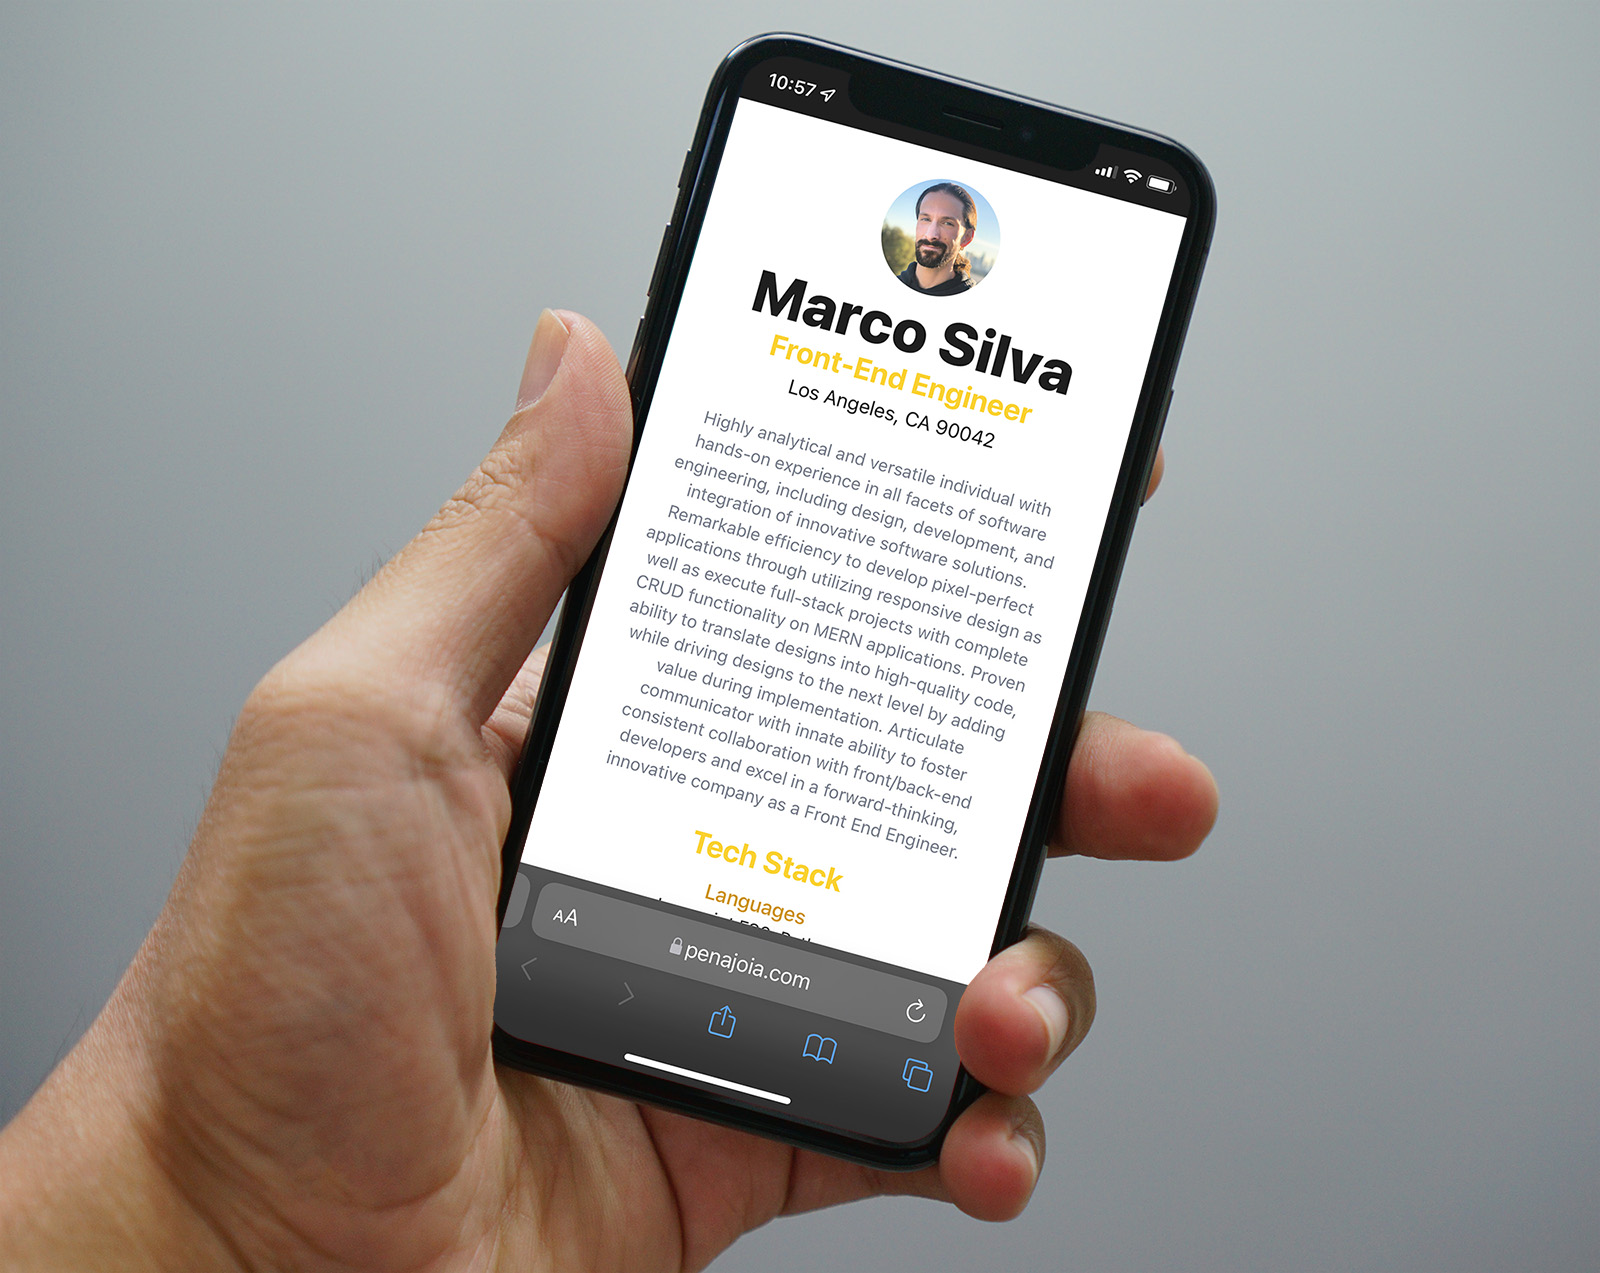 10:57
Marco Silva
Front-End Engineer
Los Angeles, CA 90042
Highly analytical and versatile individual with
hands-on experience in all facets of software
engineering, including design, development, and
integration of innovative software solutions.
Remarkable efficiency to develop pixel-perfect
applications through utilizing responsive design as
well as execute full-stack projects with complete
CRUD functionality on MERN applications. Proven
ability to translate designs into high-quality code,
while driving designs to the next level by adding
value during implementation. Articulate
communicator with innate ability to foster
consistent collaboration with front/back-end
developers and excel in a forward-thinking,
innovative company as a Front End Engineer.
Tech Stack
Languages
AA
penajoia.com